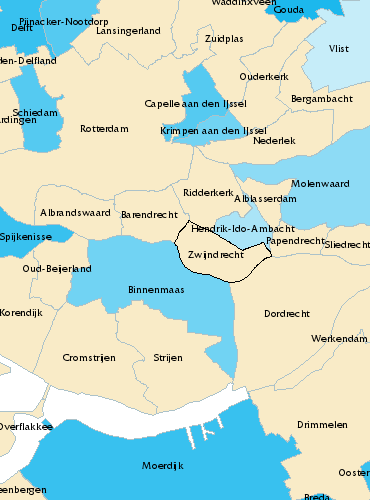 Waddinxveen
Gouda
Pijnacker-Nootdorp
Delft
Lansingerland
Zuidplas
Vlist
den-Delfland
Ouderkerk
Bergambacht
Capelle aan den IJssel
Schiedam
ardingen
Rotterdam
Krimpen aan den IJssel
Nederlek
Molenwaard
Ridderkerk
Alblasserdam
Albrandswaard
Barendrecht
Hendrik-Ido-Ambacht
Spijkenisse
Papendrecht
Sliedrecht
Zwijndrecht
Oud-Beijerland
Binnenmaas
Korendijk
Dordrecht
Werkendam
Cromstrijen
Strijen
Overflakkee
Drimmelen
Moerdijk
Ooster
eenbergen
Breda